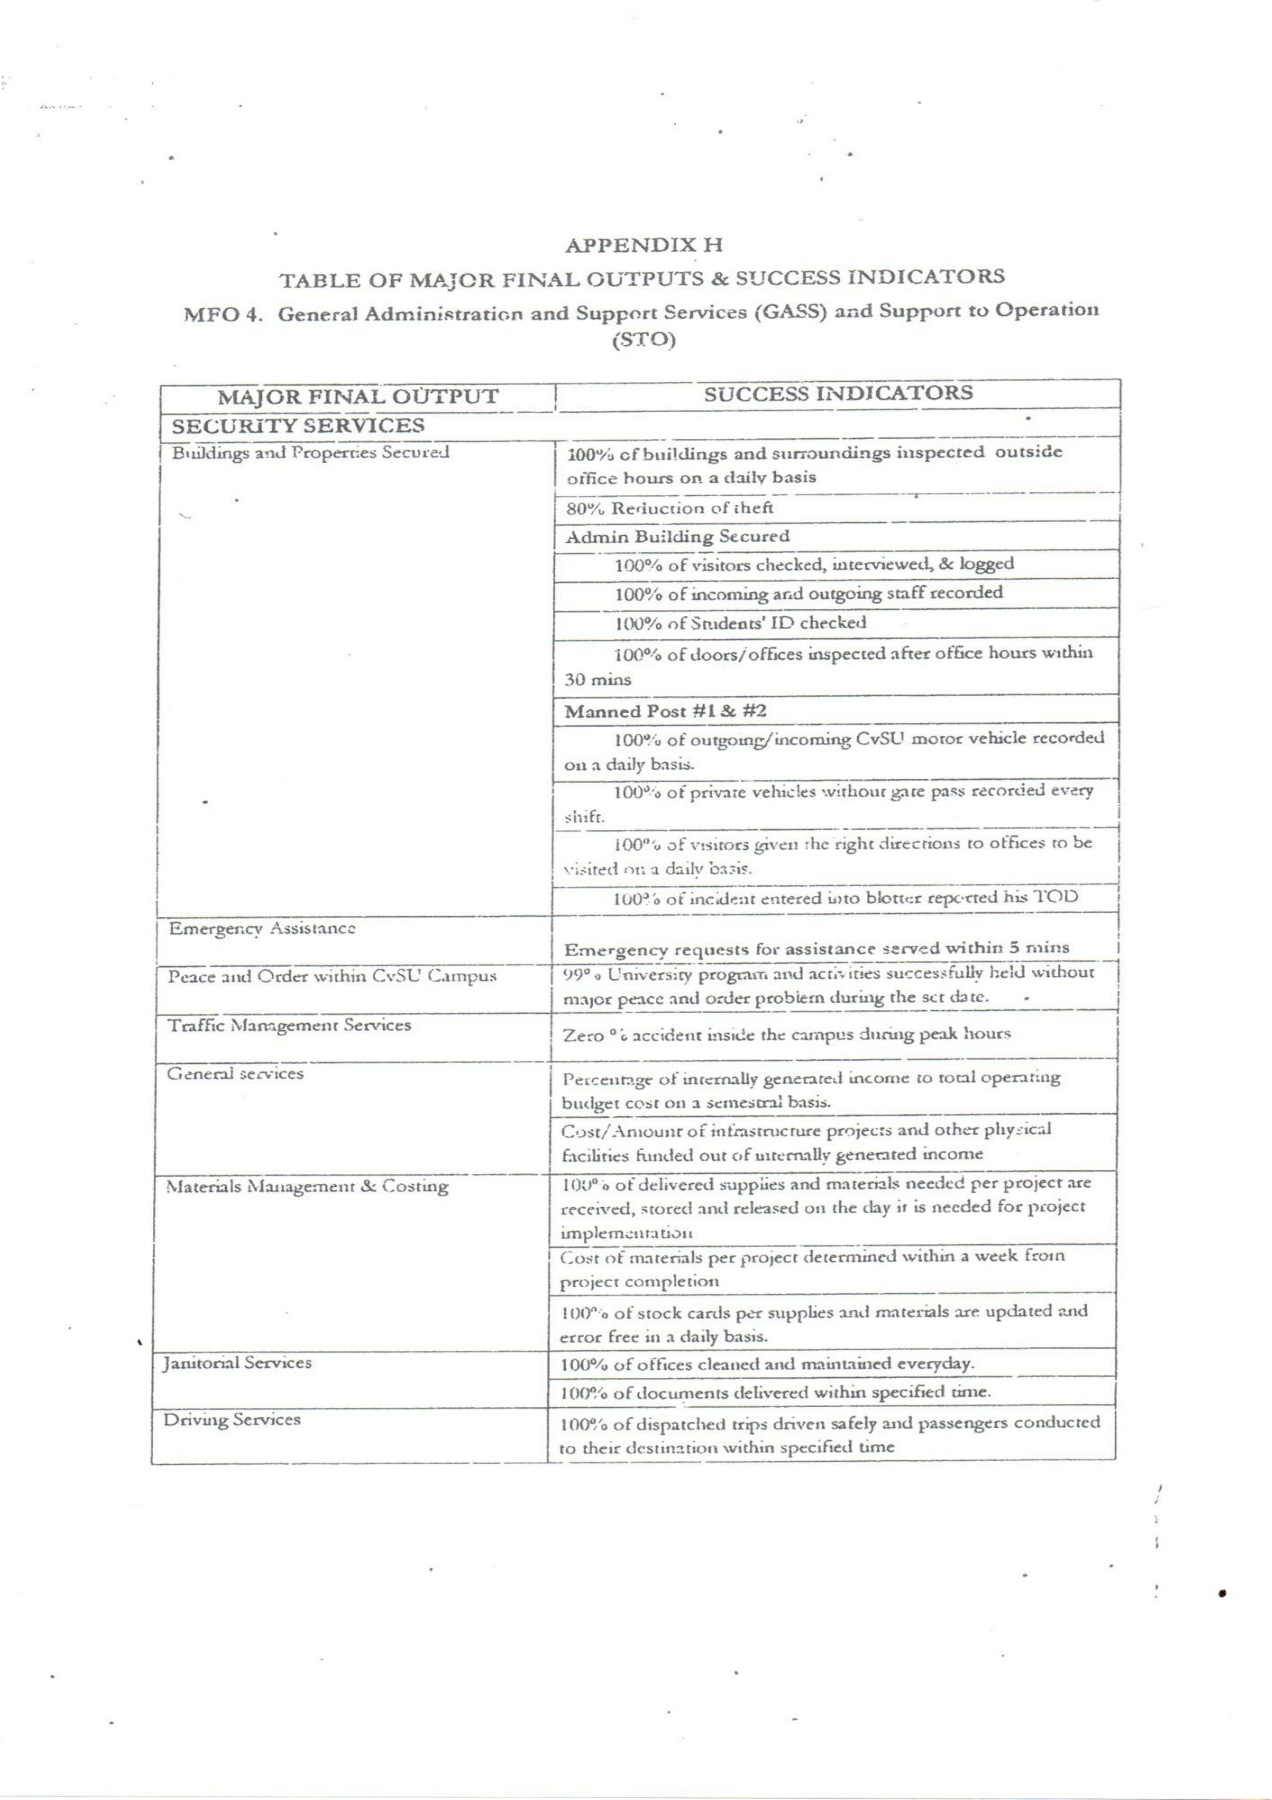 APPENDIX H
TABLE OF MAJOR FINAL OUTPUTS & SUCCESS INDICATORS
MFO 4. General Administration and Support Services (GASS) and Support to Operation
(STO)
MAJOR FINAL OUTPUT
SUCCESS INDICATORS
SECURITY SERVICES
Buildings and Properties Secured
100% of buildings and surroundings inspected outside
office hours on a daily basis
80% Reduction of theft
Admin Building Secured
100% of visitors checked, interviewed, & logged
100% of incoming and outgoing staff recorded
100% of Students' ID checked
100% of doors/offices inspected after office hours within
30 mins
Manned Post #1 & #2
100% of outgoing/incoming CvSU motor vehicle recorded
on a daily basis.
100% of private vehicles without gate pass recorded every
shift.
100% of visitors given the right directions to offices to be
visited on a daily basis.
100% of incident entered into blotter reported his TOD
Emergency Assistance
Emergency requests for assistance served within 5 mins
Peace and Order within CvSU Campus
99% University program and activities successfully held without
major peace and order problem during the set date.
Traffic Management Services
Zero % accident inside the campus during peak hours
General services
Percentage of internally generated income to total operating
budget cost on a semestral basis.
Cost/Amount of infrastructure projects and other physical
facilities funded out of internally generated income
Materials Management & Costing
100% of delivered supplies and materials needed per project are
received, stored and released on the day it is needed for project
implementation
Cost of materials per project determined within a week from
project completion
100% of stock cards per supplies and materials are updated and
error free in a daily basis.
Janitorial Services
100% of offices cleaned and maintained everyday.
100% of documents delivered within specified time.
Driving Services
100% of dispatched trips driven safely and passengers conducted
to their destination within specified time